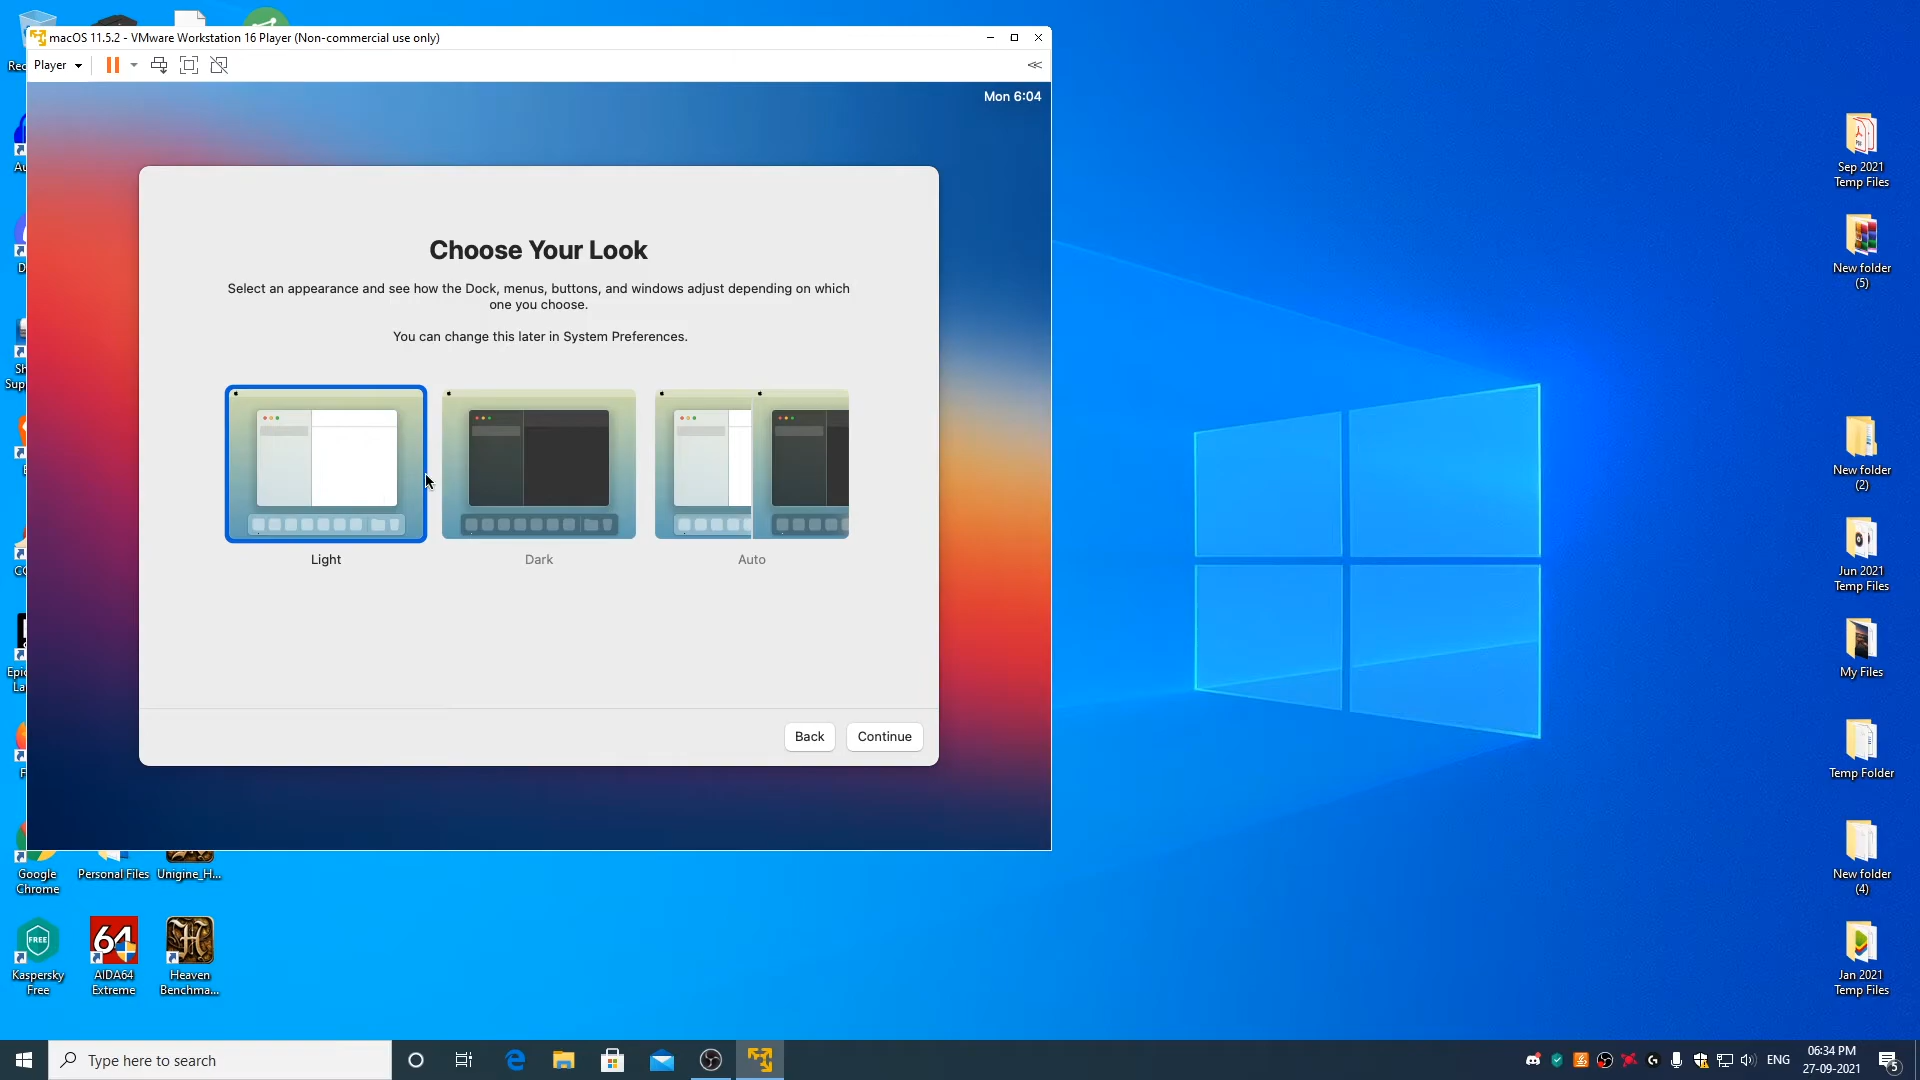 macOS 11.5.2 - VMware Workstation 16 Player (Non-commercial use only)
Player
Mon 6:04
Choose Your Look
Select an appearance and see how the Dock, menus, buttons, and windows adjust depending on which
one you choose.
You can change this later in System Preferences.
Light
Dark
Auto
Back
Continue
Google
Chrome
Personal Files
Unigine_H...
Kaspersky
Free
FREE
64
AIDA64
Extreme
Heaven
Benchma...
Sep 2021
Temp Files
New folder
(5)
New folder
(2)
Jun 2021
Temp Files
My Files
Temp Folder
New folder
(4)
Jan 2021
Temp Files
Type here to search
ENG
06:34 PM
27-09-2021
5